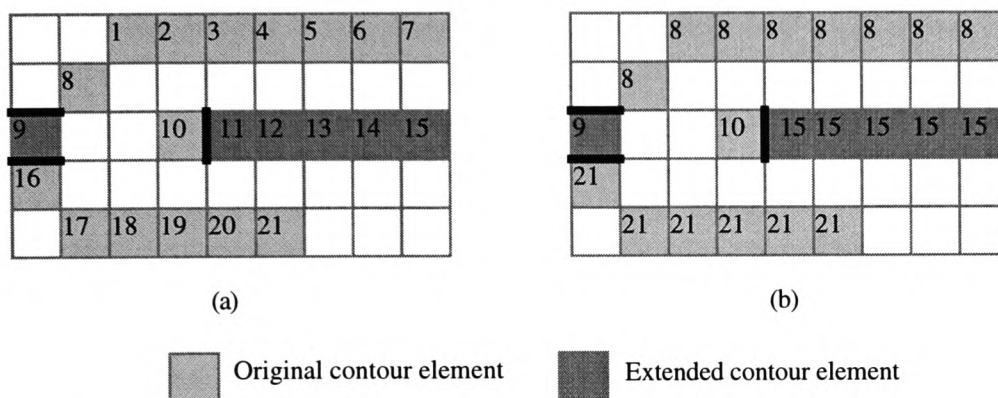 1 2 3 4 5 6 7
8
9 10 11 12 13 14 15
16
17 18 19 20 21
(a)
8 8 8 8 8 8 8
8
9 10 15 15 15 15 15
21
21 21 21 21 21
(b)
Original contour element
Extended contour element